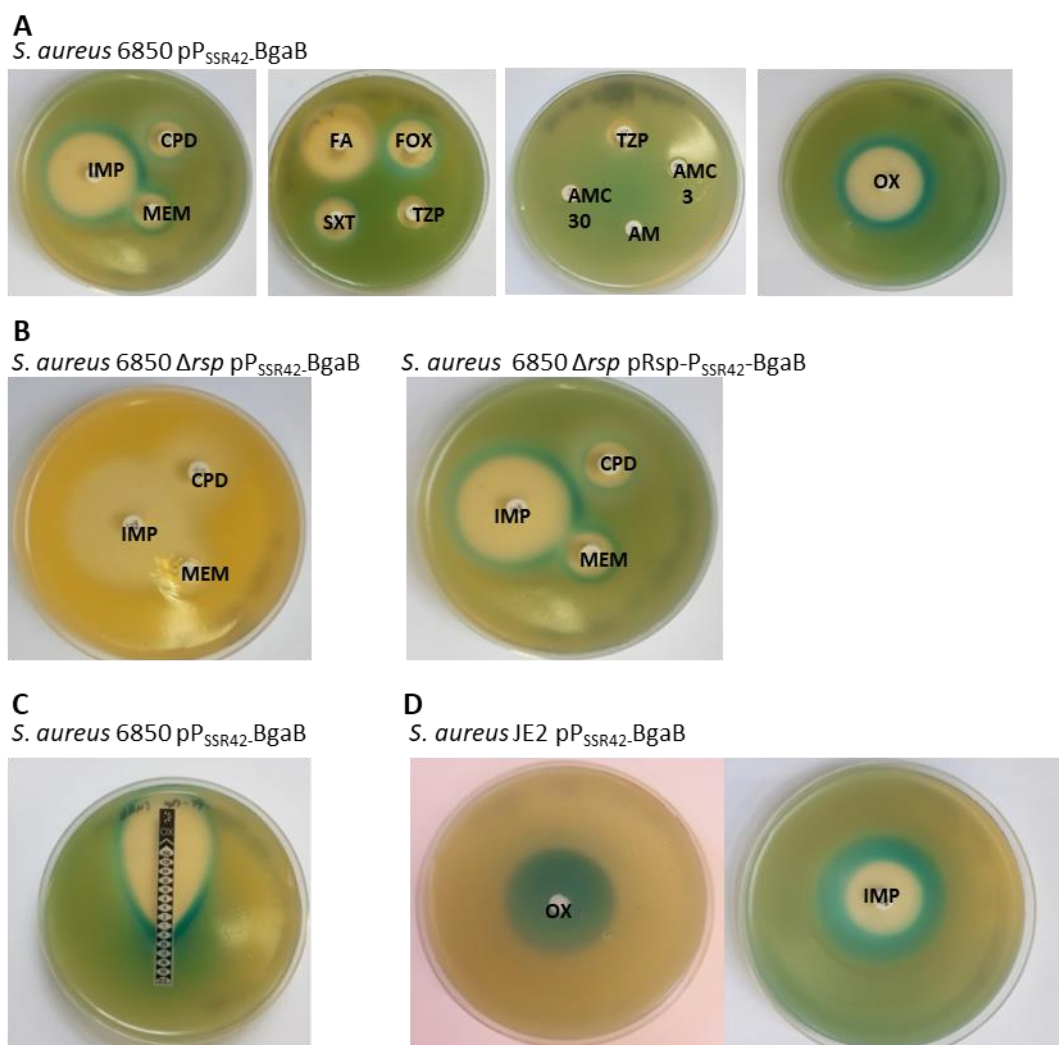 A
S. aureus 6850 pPSSR42-BgaB
IMP
CPD
MEM
FA
FOX
SXT
TZP
TZP
AMC
3
AMC
30
AM
OX
B
S. aureus 6850 Δrsp pPSSR42-BgaB
CPD
IMP
MEM
S. aureus 6850 Δrsp pRsp-PSSR42-BgaB
CPD
IMP
MEM
C
S. aureus 6850 pPSSR42-BgaB
OX
D
S. aureus JE2 pPSSR42-BgaB
OX
IMP